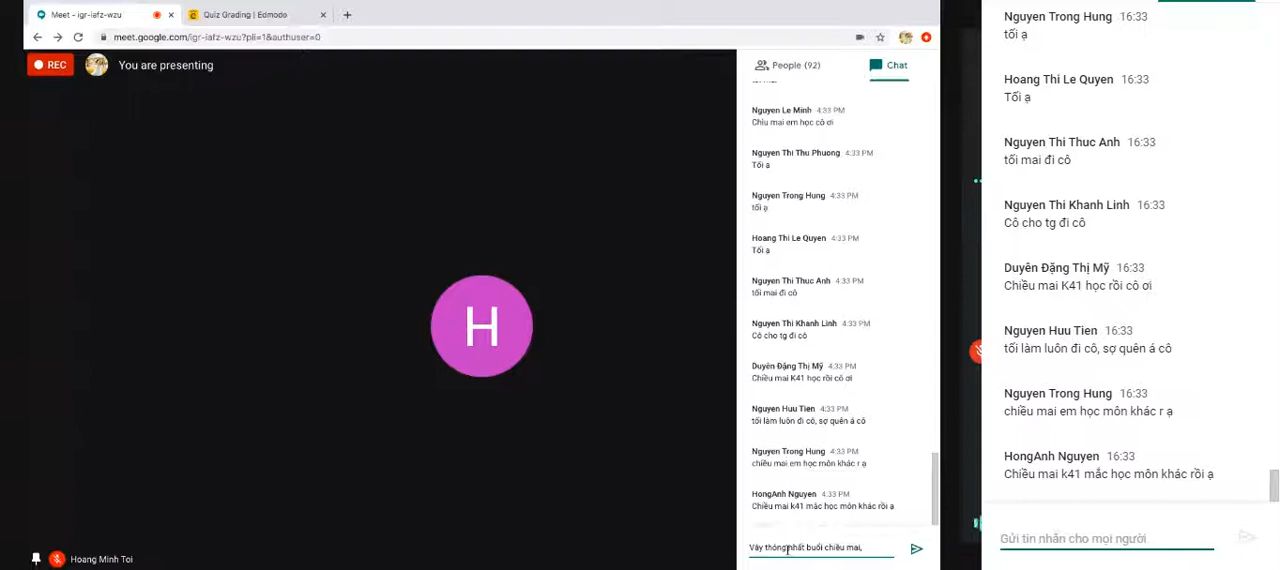 Meet - igr-iafz-wzu
Quiz Grading | Edmodo
meet.google.com/igr-iafz-wzu?pli=1&authuser=0
REC
You are presenting
People (92)
Chat
Nguyen Le Minh 4:33 PM
Chìu mai em học cô ơi
Nguyen Thi Thu Phuong 4:33 PM
Tối ạ
Nguyen Trong Hung 4:33 PM
tối ạ
Hoang Thi Le Quyen 4:33 PM
Tối ạ
Nguyen Thi Thuc Anh 4:33 PM
tối mai đi cô
Nguyen Thi Khanh Linh 4:33 PM
Cô cho tg đi cô
Duyên Đặng Thị Mỹ 4:33 PM
Chiều mai K41 học rồi cô ơi
Nguyen Huu Tien 4:33 PM
tối làm luôn đi cô, sợ quên á cô
Nguyen Trong Hung 4:33 PM
chiều mai em học môn khác r ạ
HongAnh Nguyen 4:33 PM
Chiều mai k41 mắc học môn khác rồi ạ
Vây thống nhất buổi chiều mai,
H
Hoang Minh Toi
Nguyen Trong Hung 16:33
tối ạ
Hoang Thi Le Quyen 16:33
Tối ạ
Nguyen Thi Thuc Anh 16:33
tối mai đi cô
Nguyen Thi Khanh Linh 16:33
Cô cho tg đi cô
Duyên Đặng Thị Mỹ 16:33
Chiều mai K41 học rồi cô ơi
Nguyen Huu Tien 16:33
tối làm luôn đi cô, sợ quên á cô
Nguyen Trong Hung 16:33
chiều mai em học môn khác r ạ
HongAnh Nguyen 16:33
Chiều mai k41 mắc học môn khác rồi ạ
Gửi tin nhắn cho mọi người